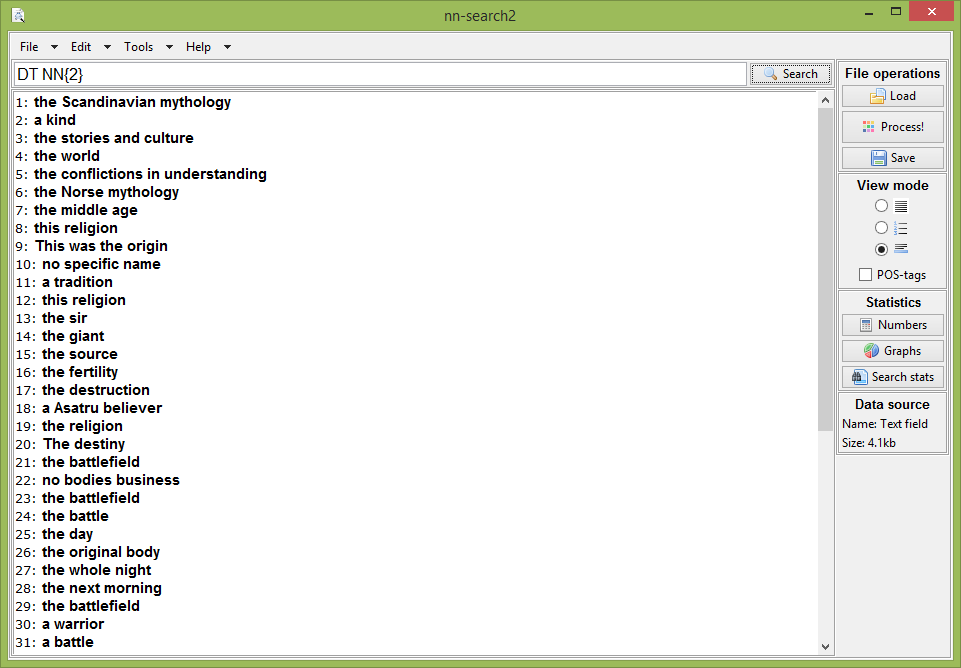 nn-search2
File Edit Tools Help
DT NN{2}
Search
1: the Scandinavian mythology
2: a kind
3: the stories and culture
4: the world
5: the conflictions in understanding
6: the Norse mythology
7: the middle age
8: this religion
9: This was the origin
10: no specific name
11: a tradition
12: this religion
13: the sir
14: the giant
15: the source
16: the fertility
17: the destruction
18: a Asatru believer
19: the religion
20: The destiny
21: the battlefield
22: no bodies business
23: the battlefield
24: the battle
25: the day
26: the original body
27: the whole night
28: the next morning
29: the battlefield
30: a warrior
31: a battle
File operations
Load
Process!
Save
View mode
POS-tags
Statistics
Numbers
Graphs
Search stats
Data source
Name: Text field
Size: 4.1kb